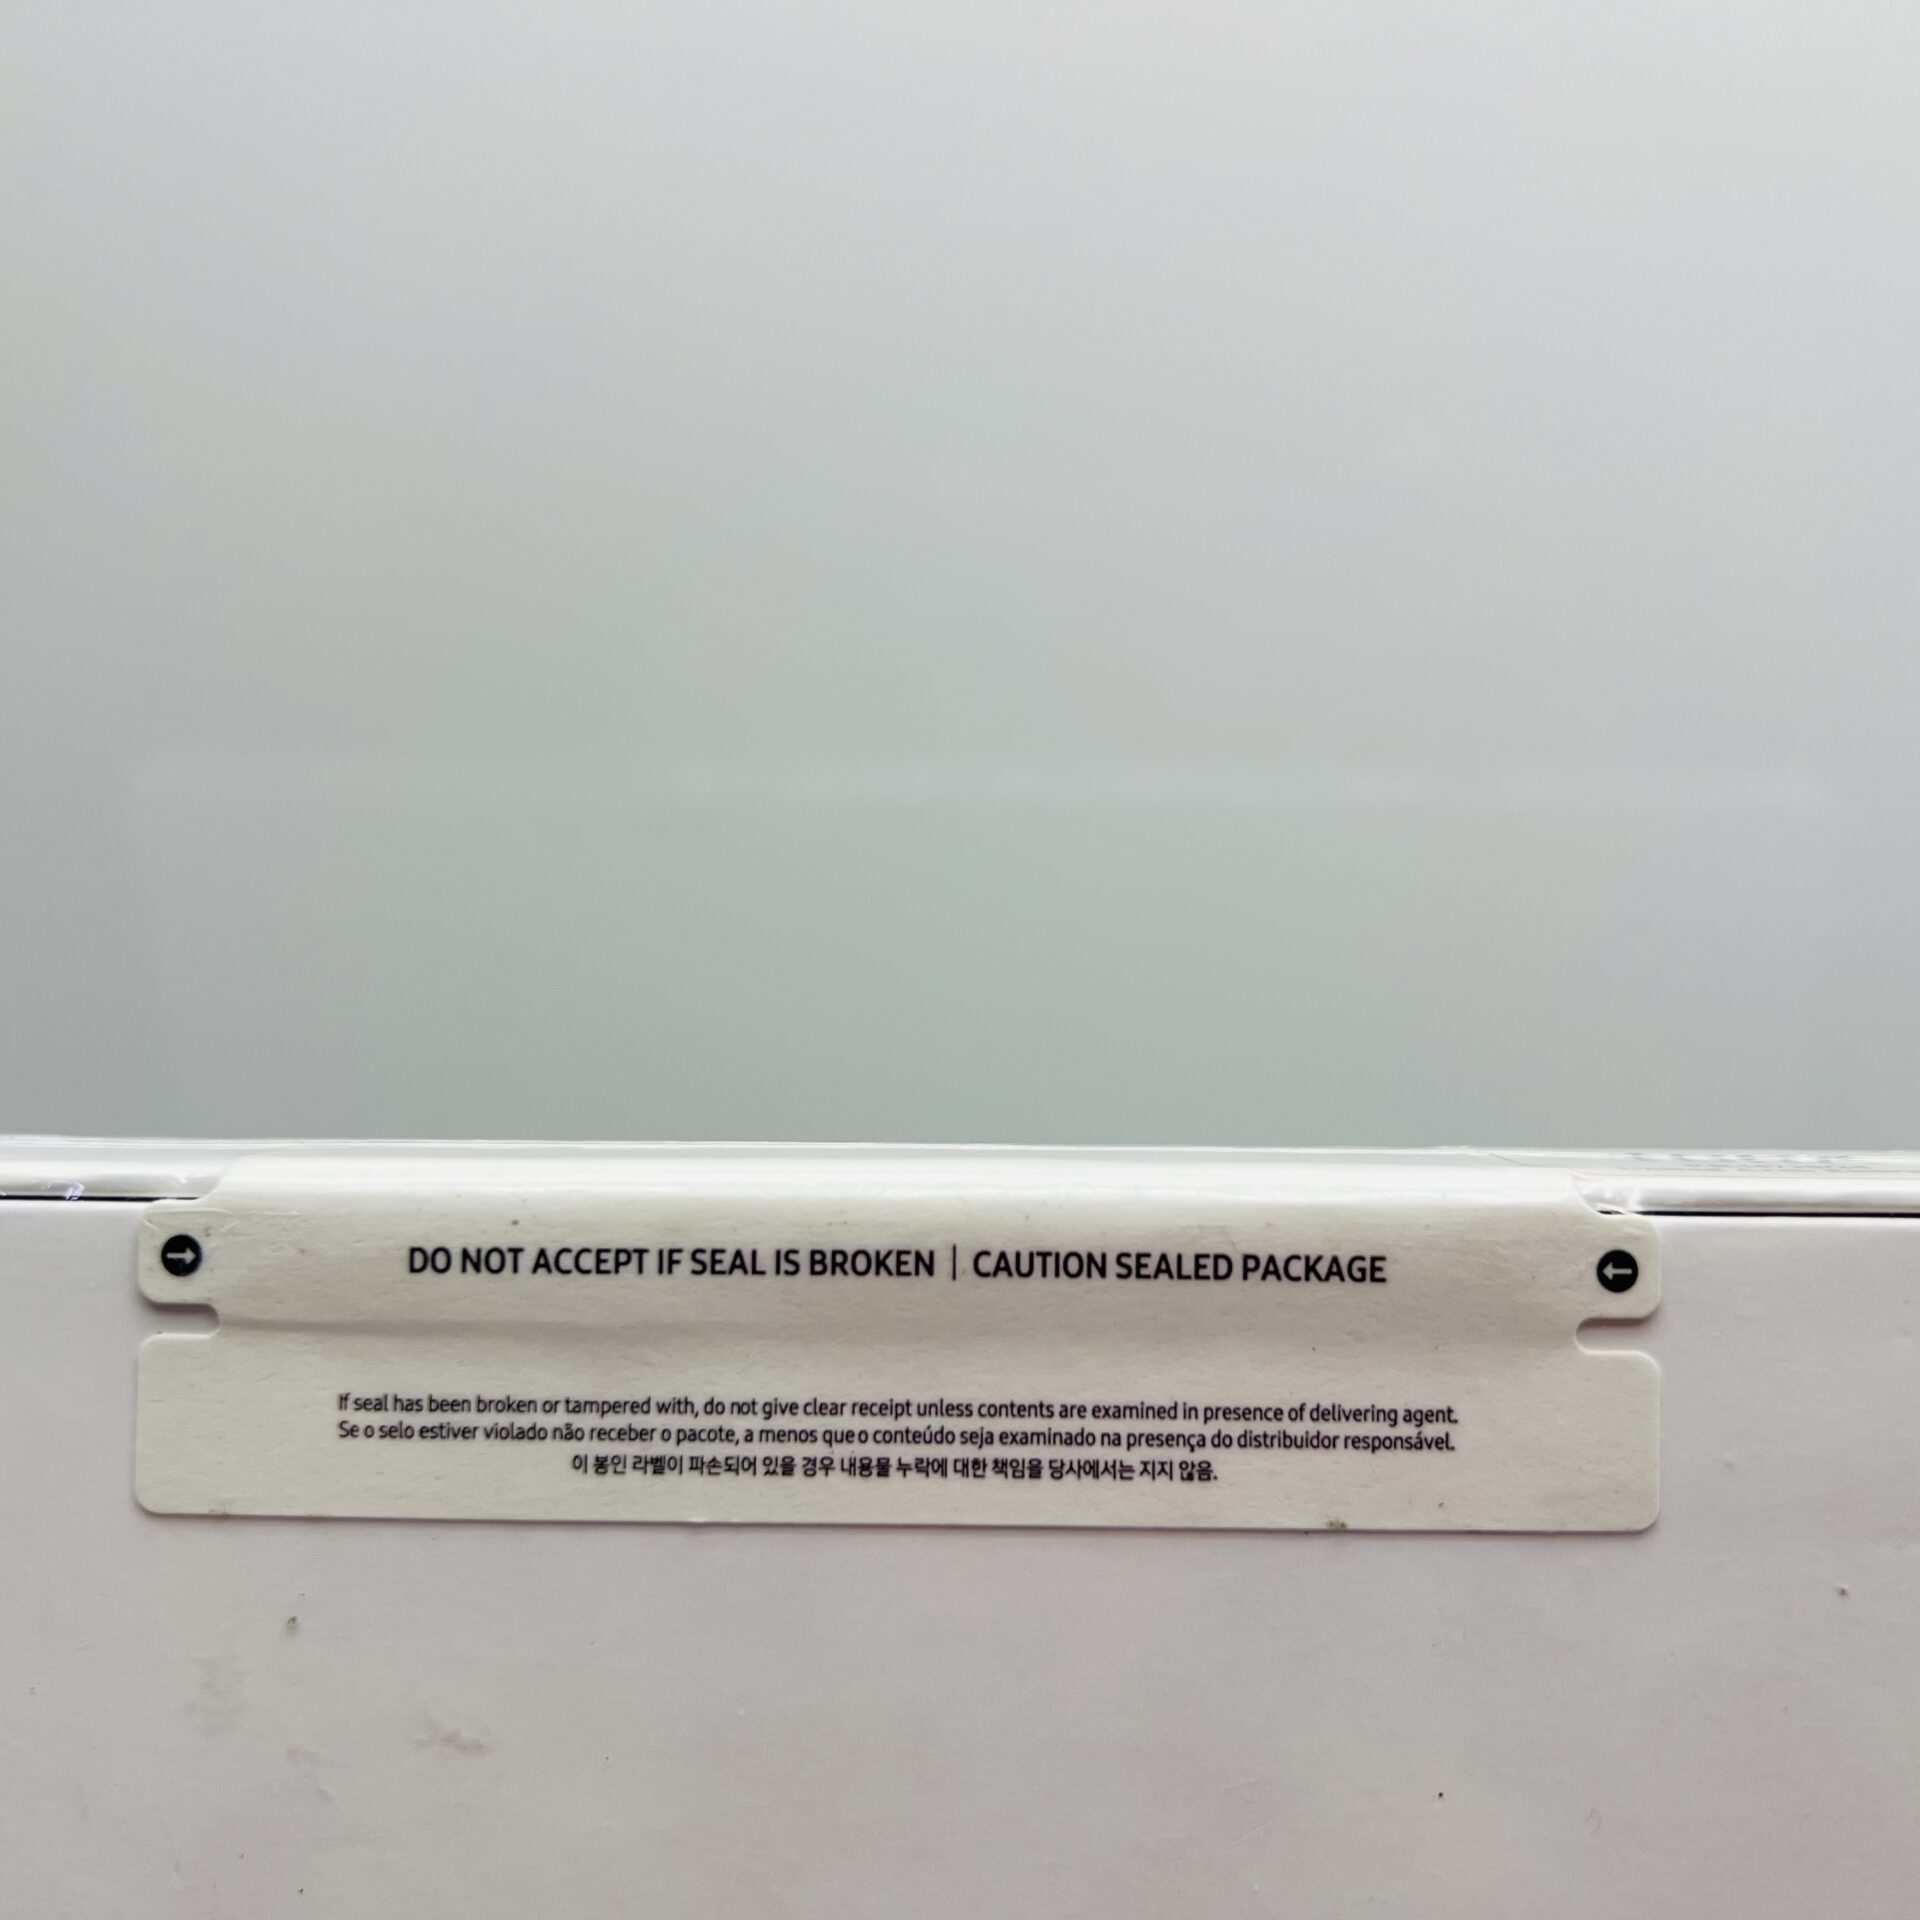 DO NOT ACCEPT IF SEAL IS BROKEN | CAUTION SEALED PACKAGE
If seal has been broken or tampered with, do not give clear receipt unless contents are examined in presence of delivering agent.
Se o selo estiver violado não receber o pacote, a menos que o conteúdo seja examinado na presença do distribuidor responsável.
이 봉인 라벨이 파손되어 있을 경우 내용물 누락에 대한 책임을 당사에서는 지지 않음.